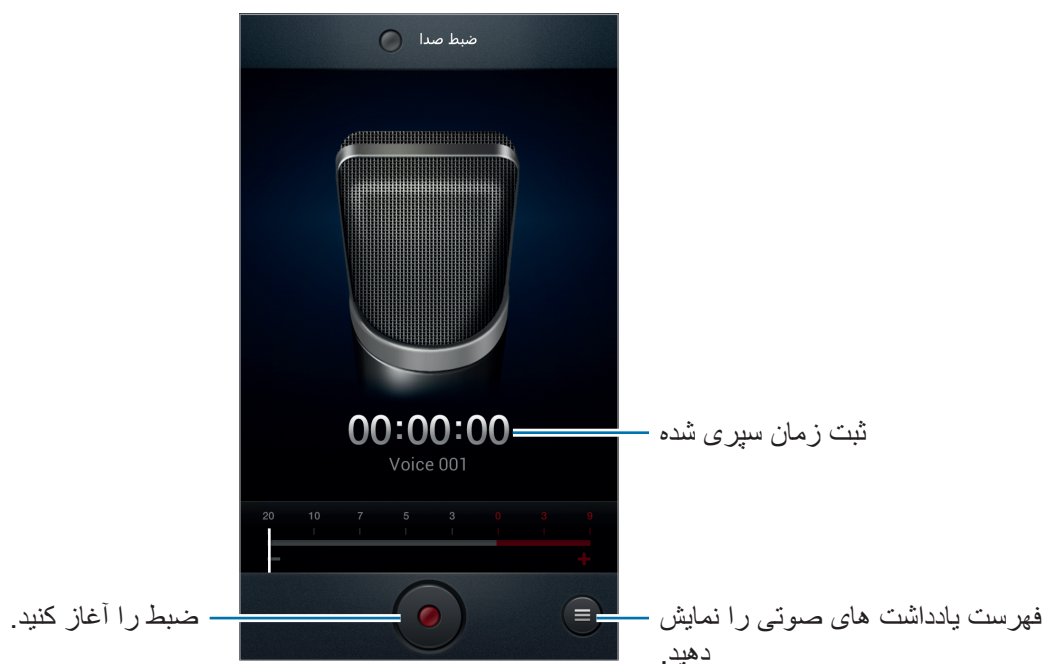 ضبط صدا
00:00:00
ثبت زمان سپری شده
Voice 001
20 10 7 5 3 0 3 9
- +
ضبط را آغاز کنید.
فهرست یادداشت های صوتی را نمایش
دهید.